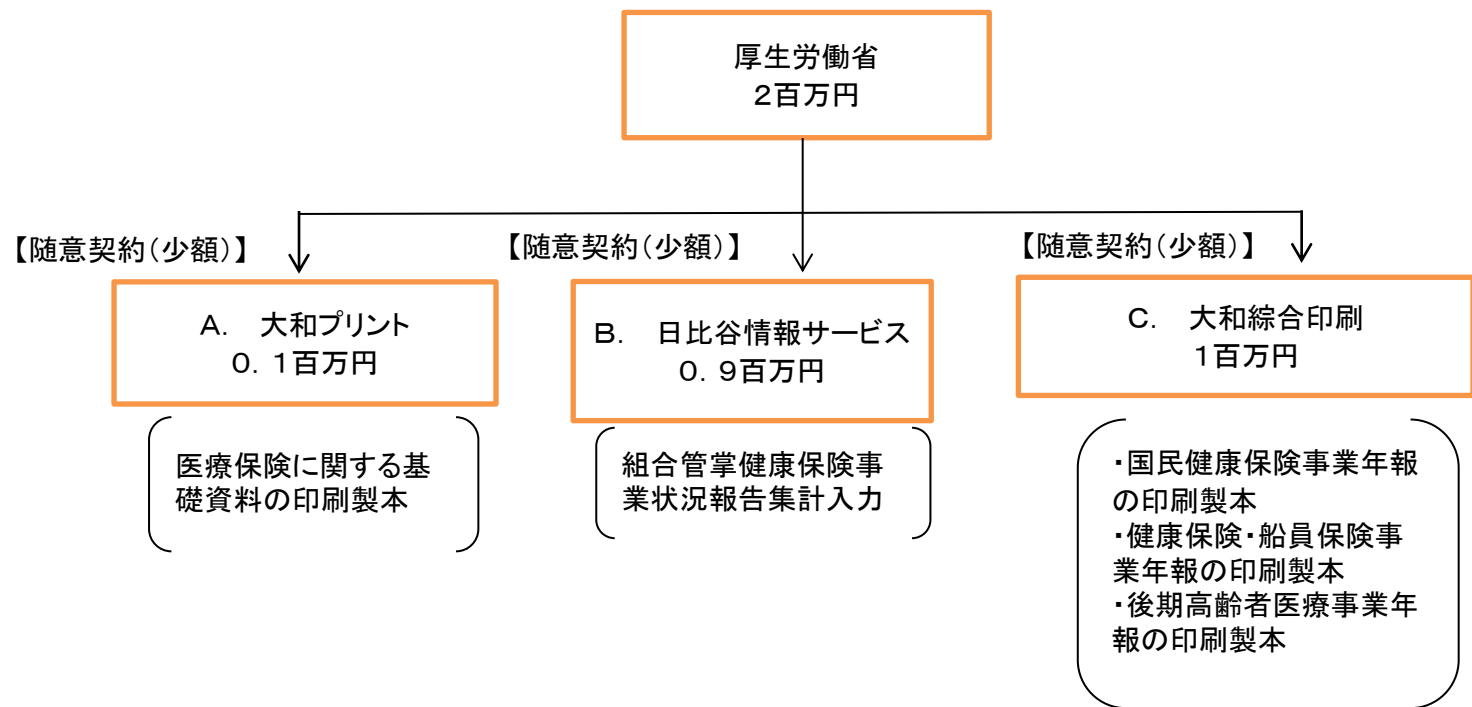 厚生労働省
２百万円
【随意契約（少額）】
【随意契約（少額）】
【随意契約（少額）】
Ａ．　大和プリント
０．１百万円
Ｂ．　日比谷情報サービス
０．９百万円
Ｃ．　大和綜合印刷
１百万円
医療保険に関する基
礎資料の印刷製本
組合管掌健康保険事
業状況報告集計入力
・国民健康保険事業年報
の印刷製本
・健康保険・船員保険事
業年報の印刷製本
・後期高齢者医療事業年
報の印刷製本